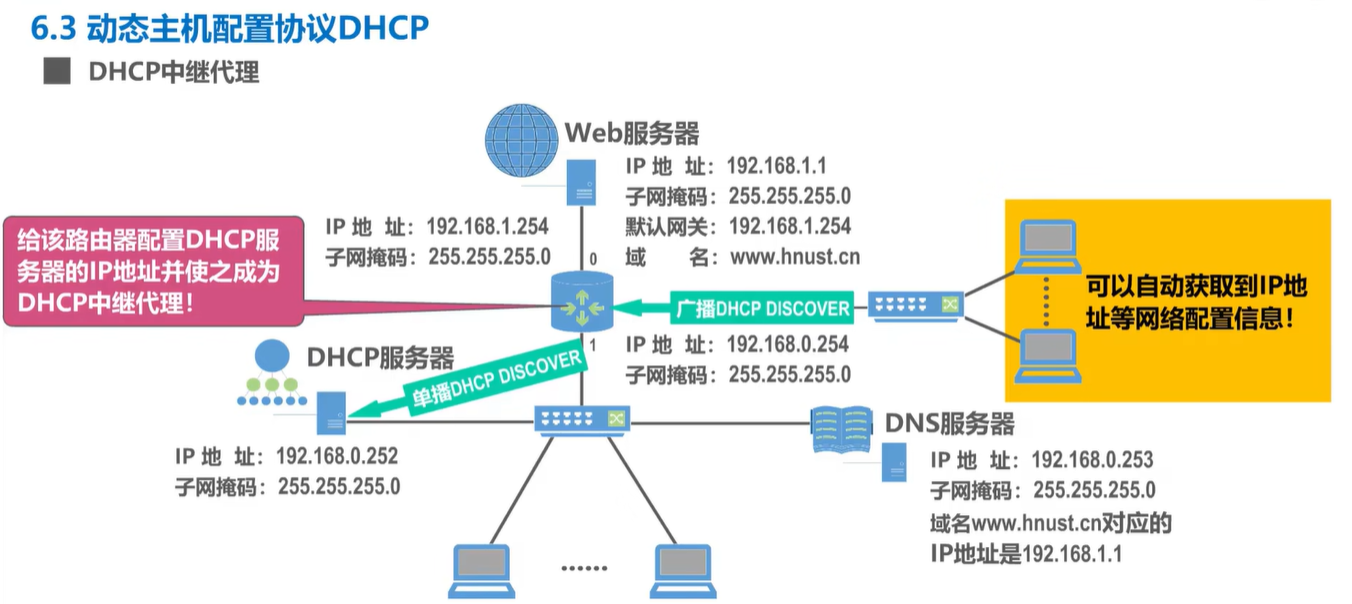 6.3 动态主机配置协议DHCP
DHCP中继代理
Web服务器
IP 地 址：192.168.1.1
子网掩码：255.255.255.0
默认网关：192.168.1.254
域 名：www.hnust.cn
IP 地 址：192.168.1.254
子网掩码：255.255.255.0
0
给该路由器配置DHCP服
务器的IP地址并使之成为
DHCP中继代理！
广播DHCP DISCOVER
可以自动获取到IP地
址等网络配置信息！
1
IP 地 址：192.168.0.254
子网掩码：255.255.255.0
DHCP服务器
单播DHCP DISCOVER
IP 地 址：192.168.0.252
子网掩码：255.255.255.0
DNS服务器
IP 地 址：192.168.0.253
子网掩码：255.255.255.0
域名www.hnust.cn对应的
IP地址是192.168.1.1
······